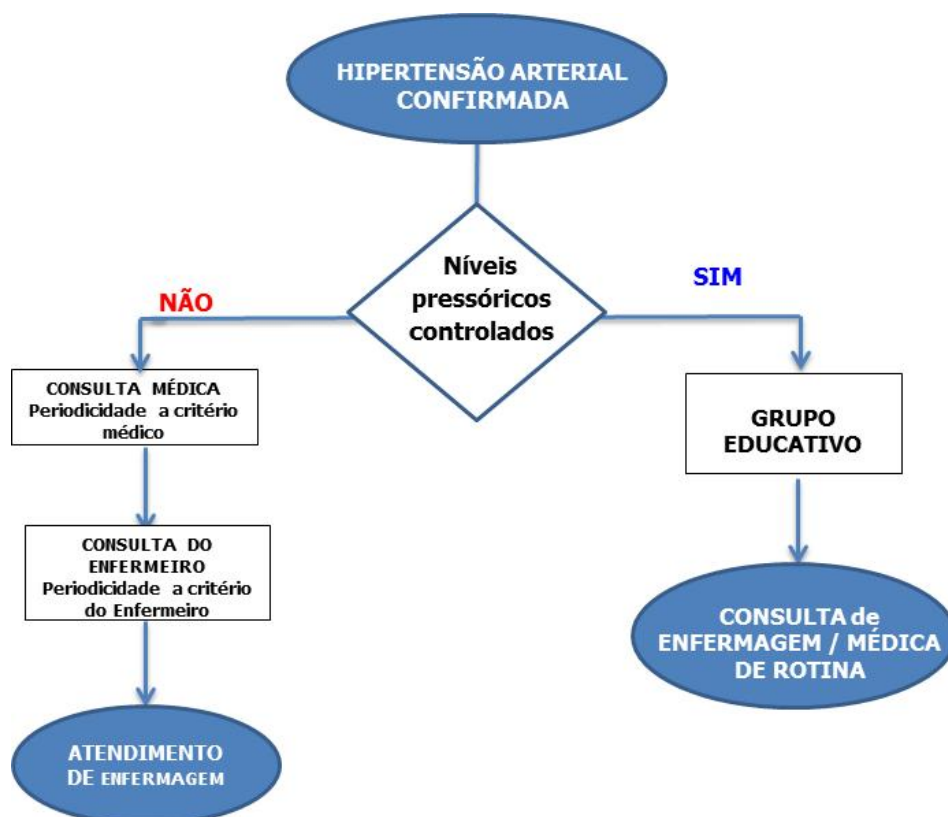 HIPERTENSÃO ARTERIAL
CONFIRMADA
Níveis
pressóricos
controlados
NÃO
SIM
CONSULTA MÉDICA
Periodicidade a critério
médico
CONSULTA DO
ENFERMEIRO
Periodicidade a critério
do Enfermeiro
ATENDIMENTO
DE ENFERMAGEM
GRUPO
EDUCATIVO
CONSULTA de
ENFERMAGEM / MÉDICA
DE ROTINA